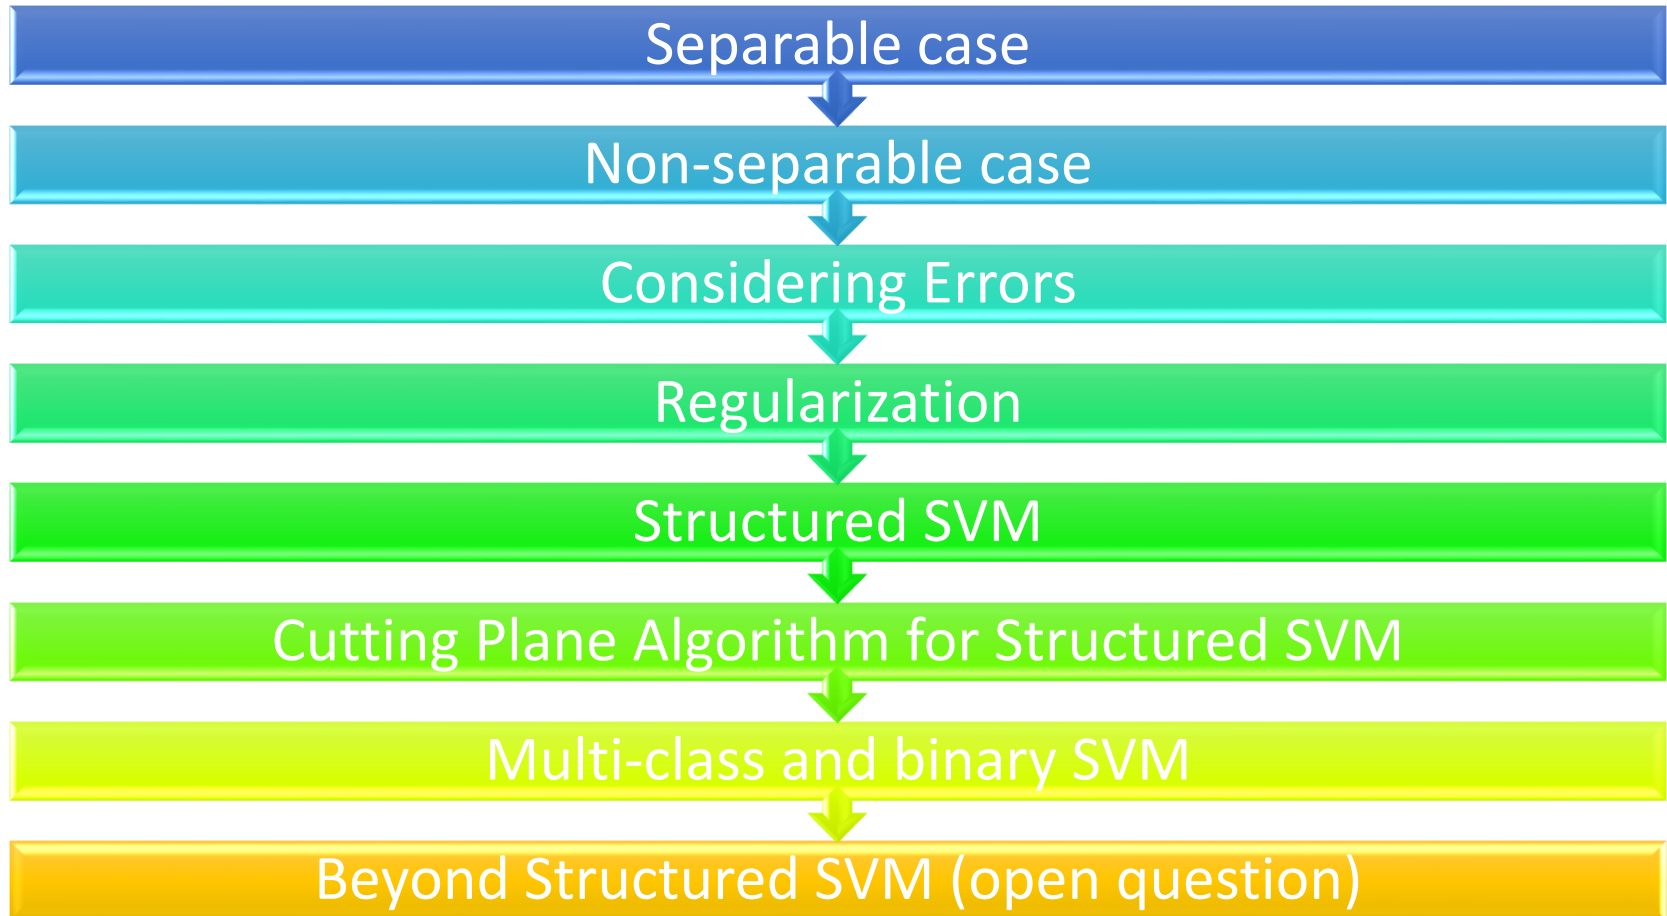 Separable case
Non-separable case
Considering Errors
Regularization
Structured SVM
Cutting Plane Algorithm for Structured SVM
Multi-class and binary SVM
Beyond Structured SVM (open question)